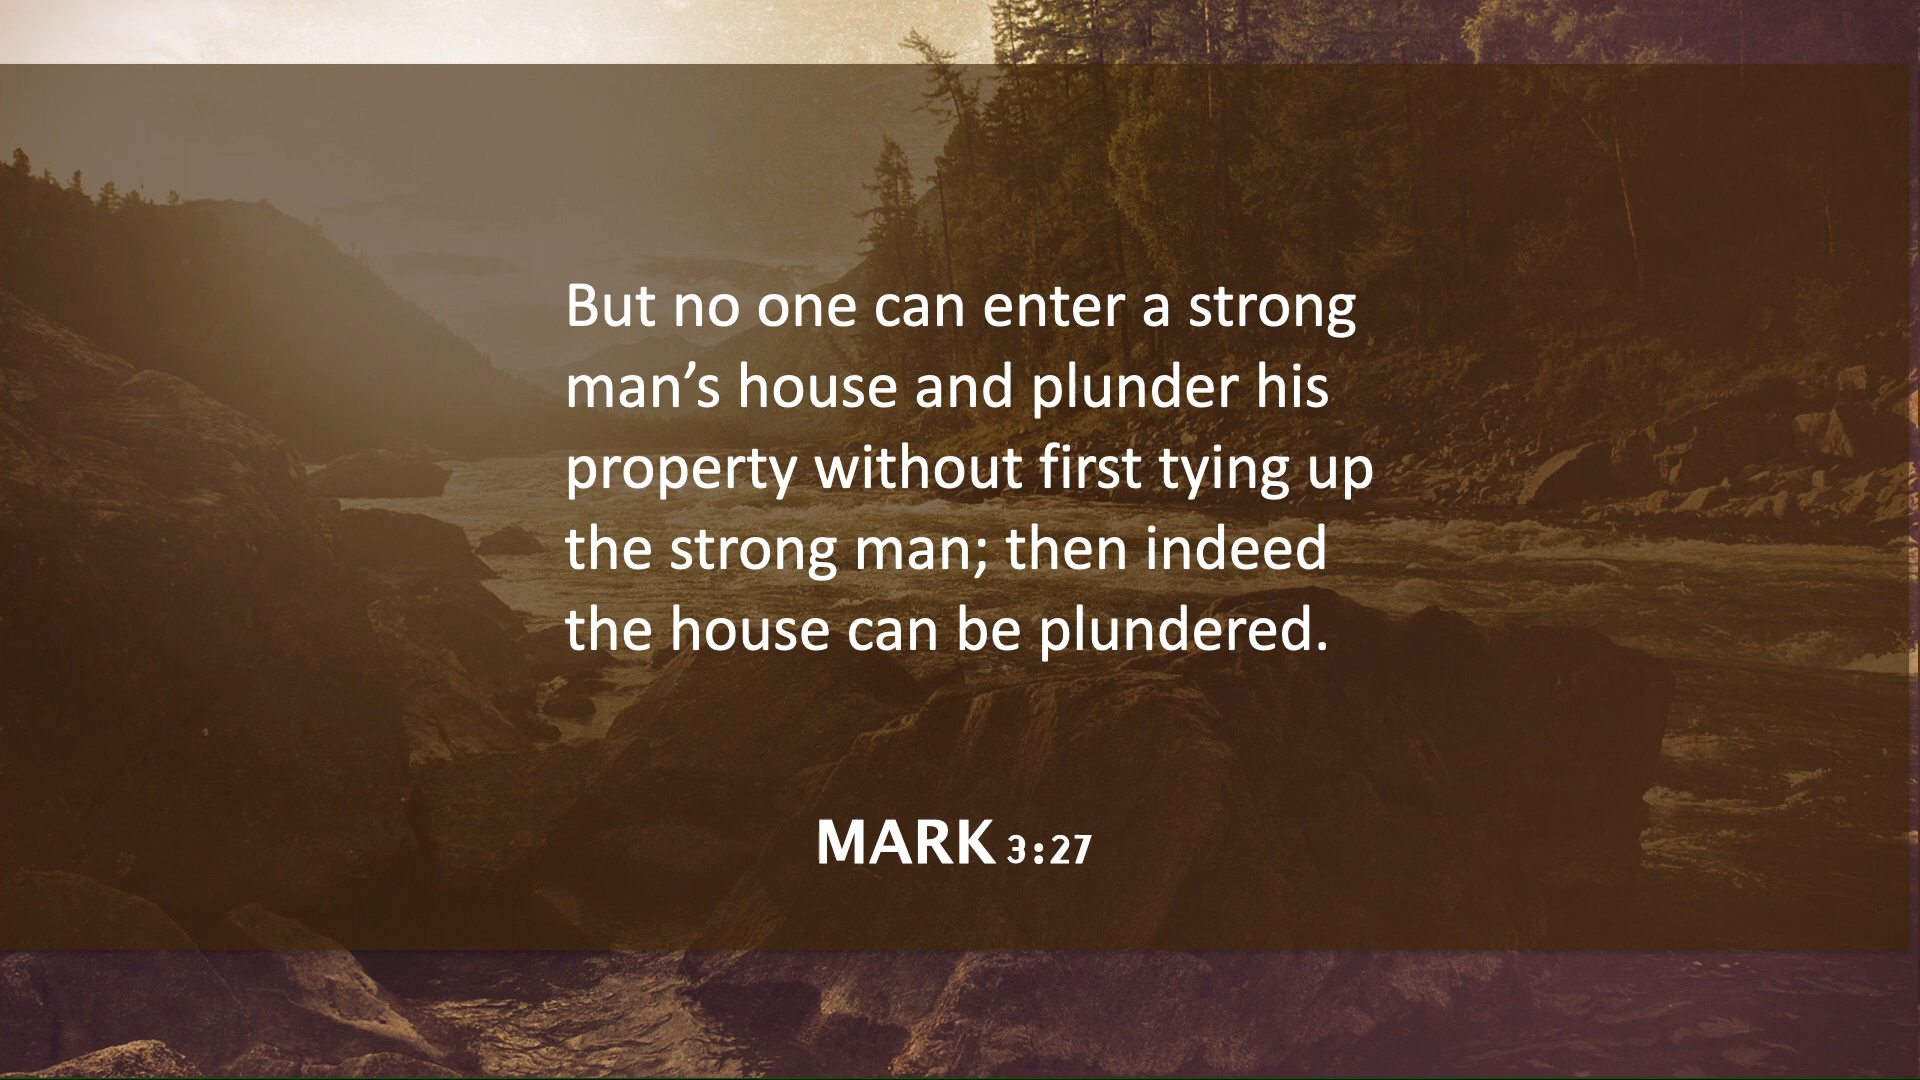 But no one can enter a strong
man’s house and plunder his
property without first tying up
the strong man; then indeed
the house can be plundered.
MARK 3:27